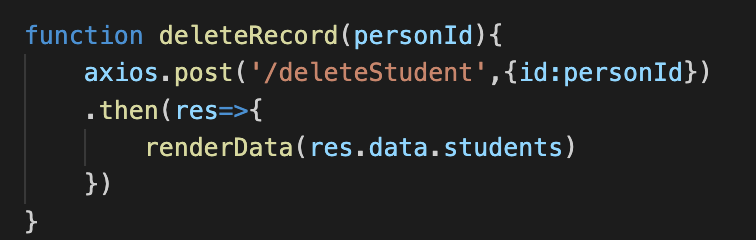 function deleteRecord(personId){
    axios.post('/deleteStudent',{id:personId})
    .then(res=>{
        renderData(res.data.students)
    })
}